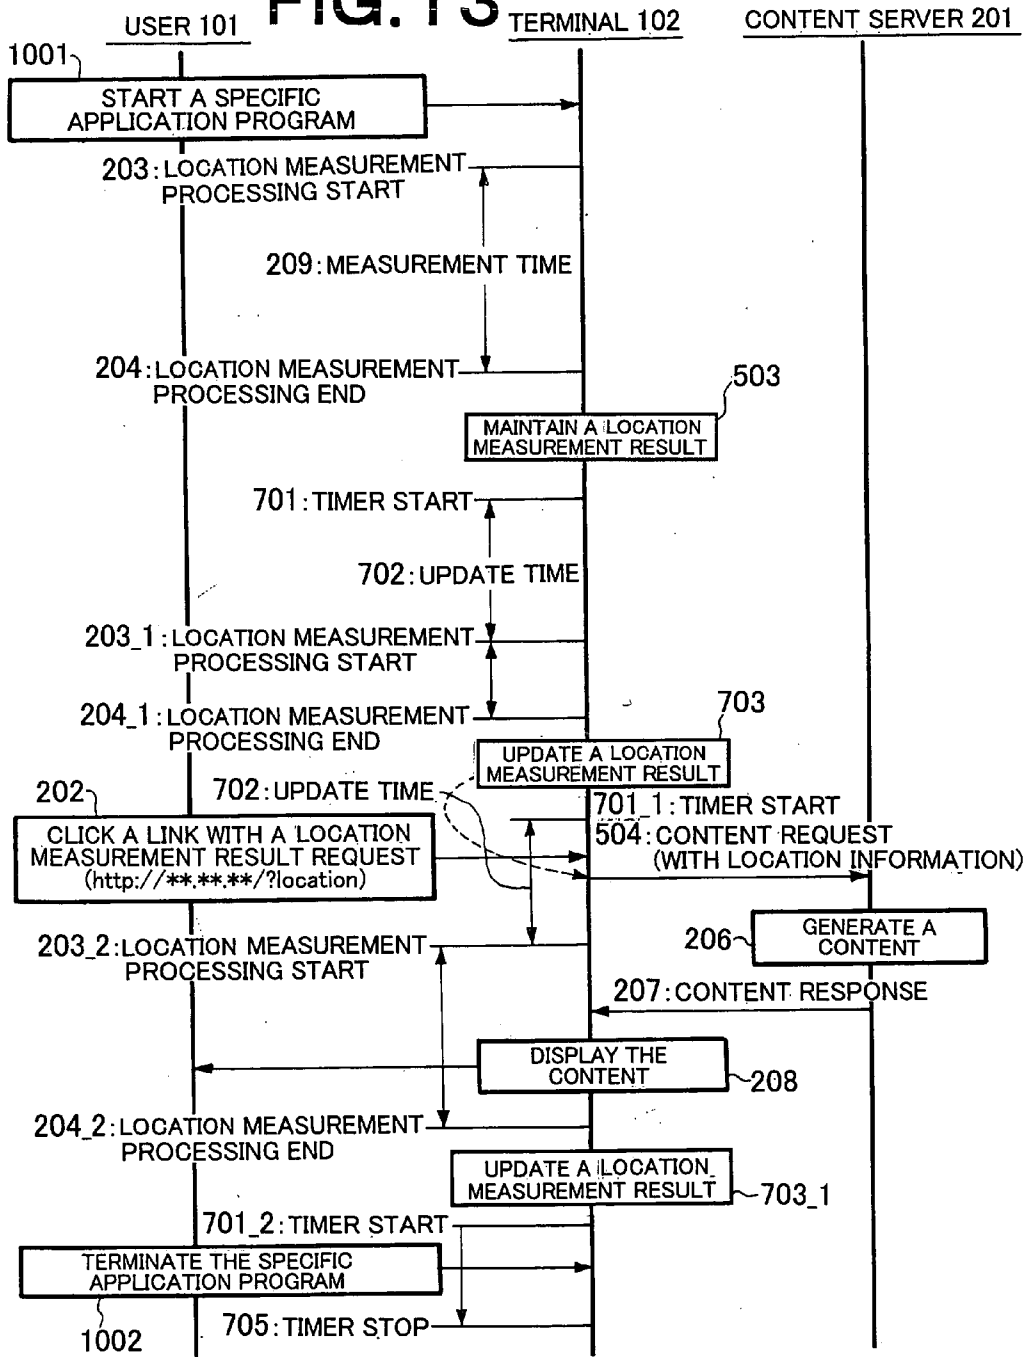 FIG. 13
USER 101
TERMINAL 102
CONTENT SERVER 201
1001
START A SPECIFIC
APPLICATION PROGRAM
203:LOCATION MEASUREMENT
PROCESSING START
209:MEASUREMENT TIME
204:LOCATION MEASUREMENT
PROCESSING END
503
MAINTAIN A LOCATION
MEASUREMENT RESULT
701:TIMER START
702:UPDATE TIME
203_1:LOCATION MEASUREMENT
PROCESSING START
204_1:LOCATION MEASUREMENT
PROCESSING END
703
UPDATE A LOCATION
MEASUREMENT RESULT
702:UPDATE TIME
701_1:TIMER START
202
CLICK A LINK WITH A LOCATION
MEASUREMENT RESULT REQUEST
(http://**.**.**/?location)
504:CONTENT REQUEST
(WITH LOCATION INFORMATION)
206
GENERATE A
CONTENT
203_2:LOCATION MEASUREMENT
PROCESSING START
207:CONTENT RESPONSE
DISPLAY THE
CONTENT
208
204_2:LOCATION MEASUREMENT
PROCESSING END
UPDATE A LOCATION
MEASUREMENT RESULT
703_1
701_2:TIMER START
TERMINATE THE SPECIFIC
APPLICATION PROGRAM
705:TIMER STOP
1002